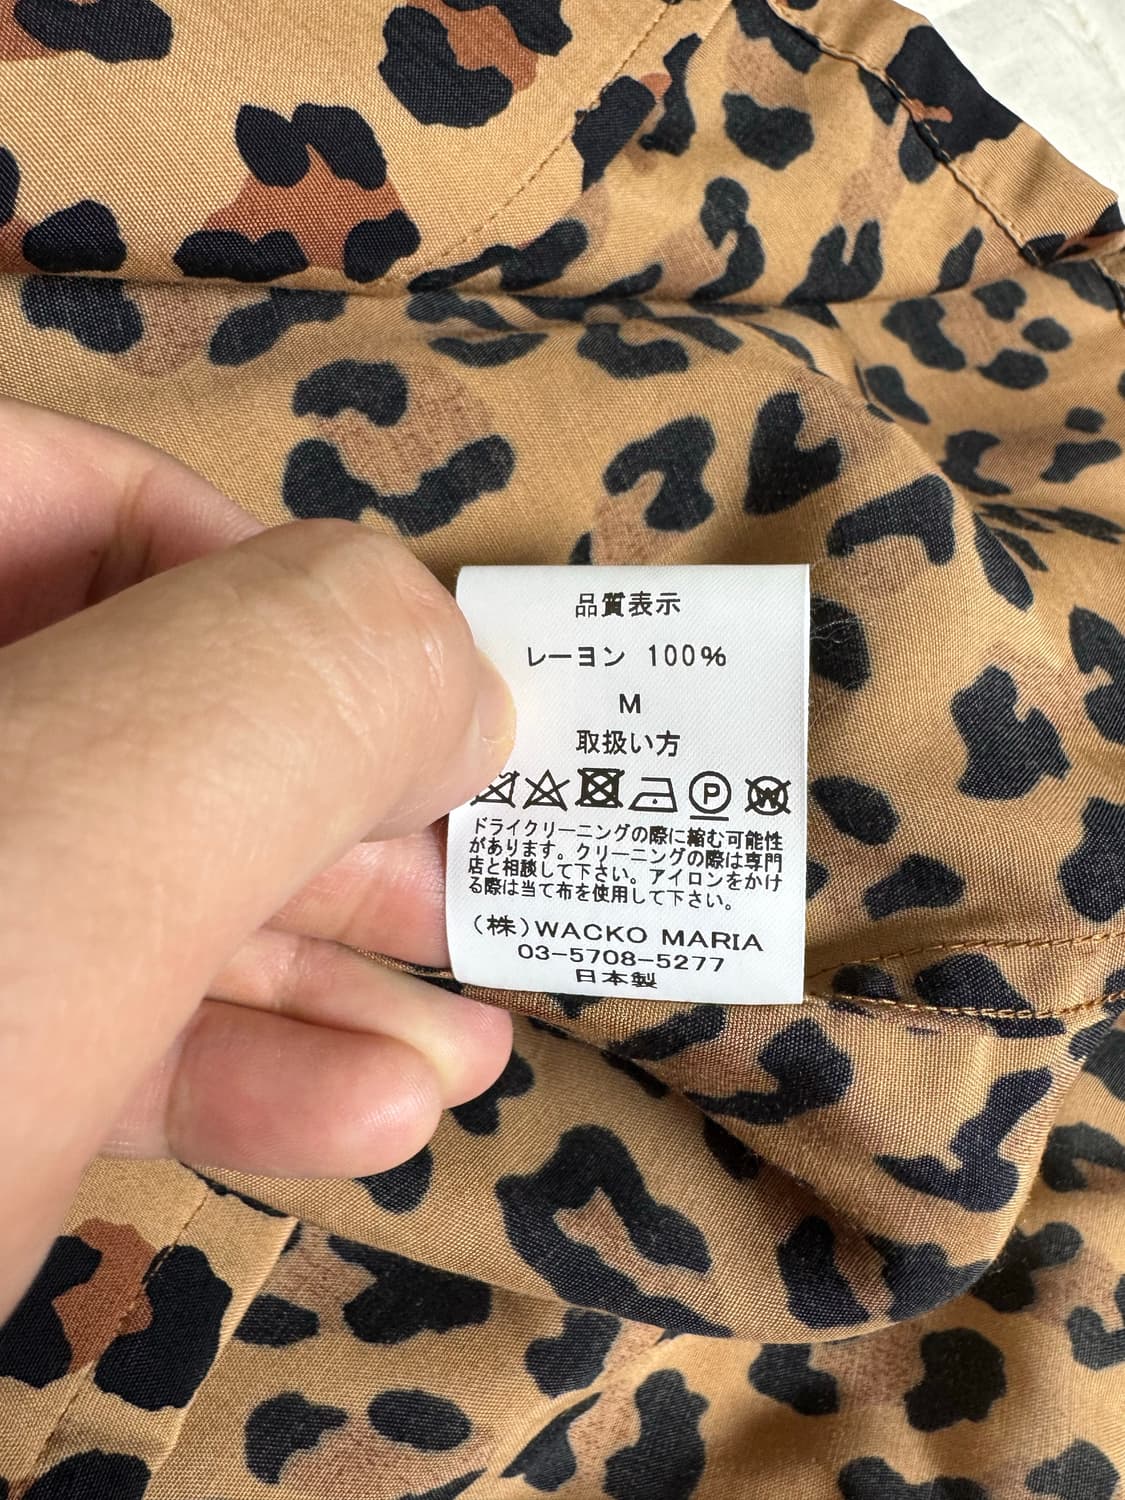 品質表示
レーヨン 100%
M
取扱い方
P W
ドライクリーニングの際に縮む可能性
があります。クリーニングの際は専門
店と相談して下さい。アイロンをかけ
る際は当て布を使用して下さい。
(株)WACKO MARIA
03-5708-5277
日本製